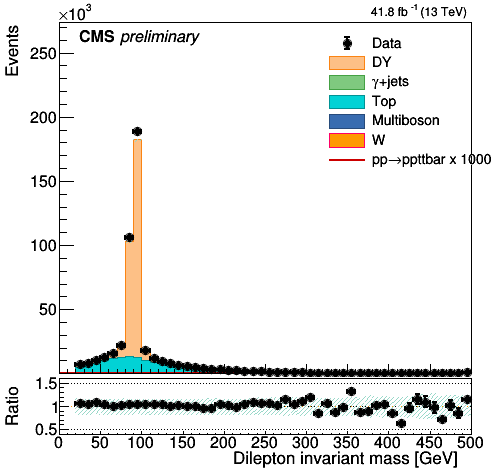 ×10³
41.8 fb⁻¹ (13 TeV)
CMS preliminary
Events
250
200
150
100
50
Data
DY
γ+jets
Top
Multiboson
W
pp→ppttbar x 1000
Ratio
1.5
1
0.5
0 50 100 150 200 250 300 350 400 450 500
Dilepton invariant mass [GeV]